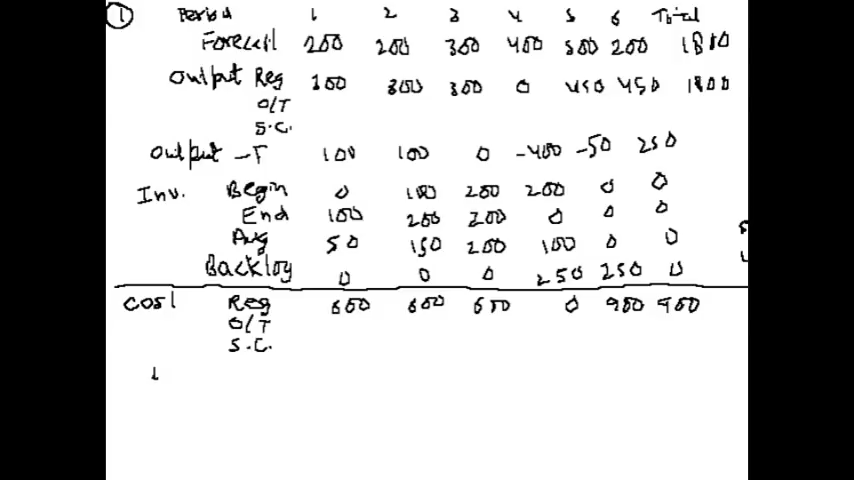 1 Period 1 2 3 4 5 6 Total
Forecast 200 200 300 400 500 200 1800
Output Reg 300 300 300 0 450 450 1800
O/T
S.C.
Output -F 100 100 0 -400 -50 250
Inv. Begin 0 100 200 200 0 0
End 100 200 200 0 0 0
Avg 50 150 200 100 0 0
Backlog 0 0 0 250 250 0
Cost Reg 600 600 600 0 900 900
O/T
S.C.